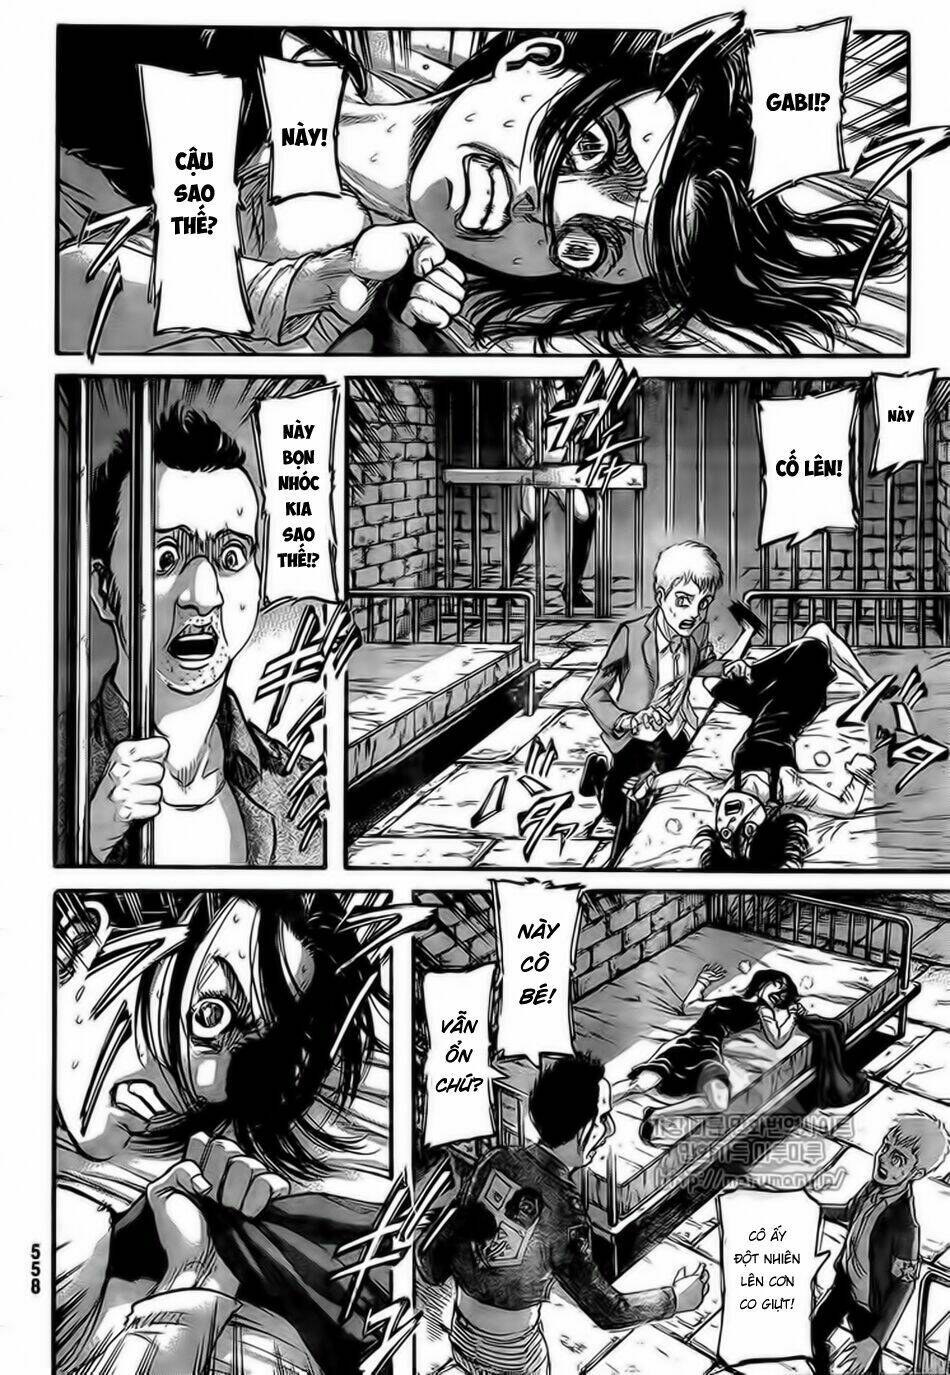 GABI!?
NÀY!
CẬU
SAO
THẾ?
NÀY
CỐ LÊN!
NÀY
BỌN
NHÓC
KIA
SAO
THẾ!?
NÀY
CÔ
BÉ!
VẪN
ỔN
CHỨ?
CÔ ẤY
ĐỘT NHIÊN
LÊN CƠN
CO GIỰT!
558